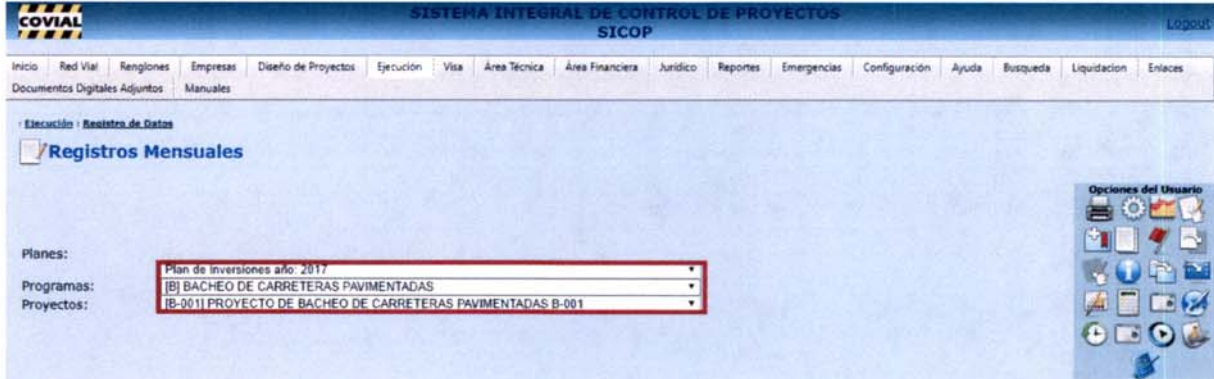 COVIAL
SISTEMA INTEGRAL DE CONTROL DE PROYECTOS
SICOP
Logout
Inicio Red Vial Renglones Empresas Diseño de Proyectos Ejecución Visa Área Técnica Área Financiera Jurídico Reportes Emergencias Configuración Ayuda Busqueda Liquidacion Enlaces
Documentos Digitales Adjuntos Manuales
› Ejecución › Registro de Datos
Registros Mensuales
Opciones del Usuario
Planes:
Plan de Inversiones año: 2017
Programas: [B] BACHEO DE CARRETERAS PAVIMENTADAS
Proyectos: [B-001] PROYECTO DE BACHEO DE CARRETERAS PAVIMENTADAS B-001